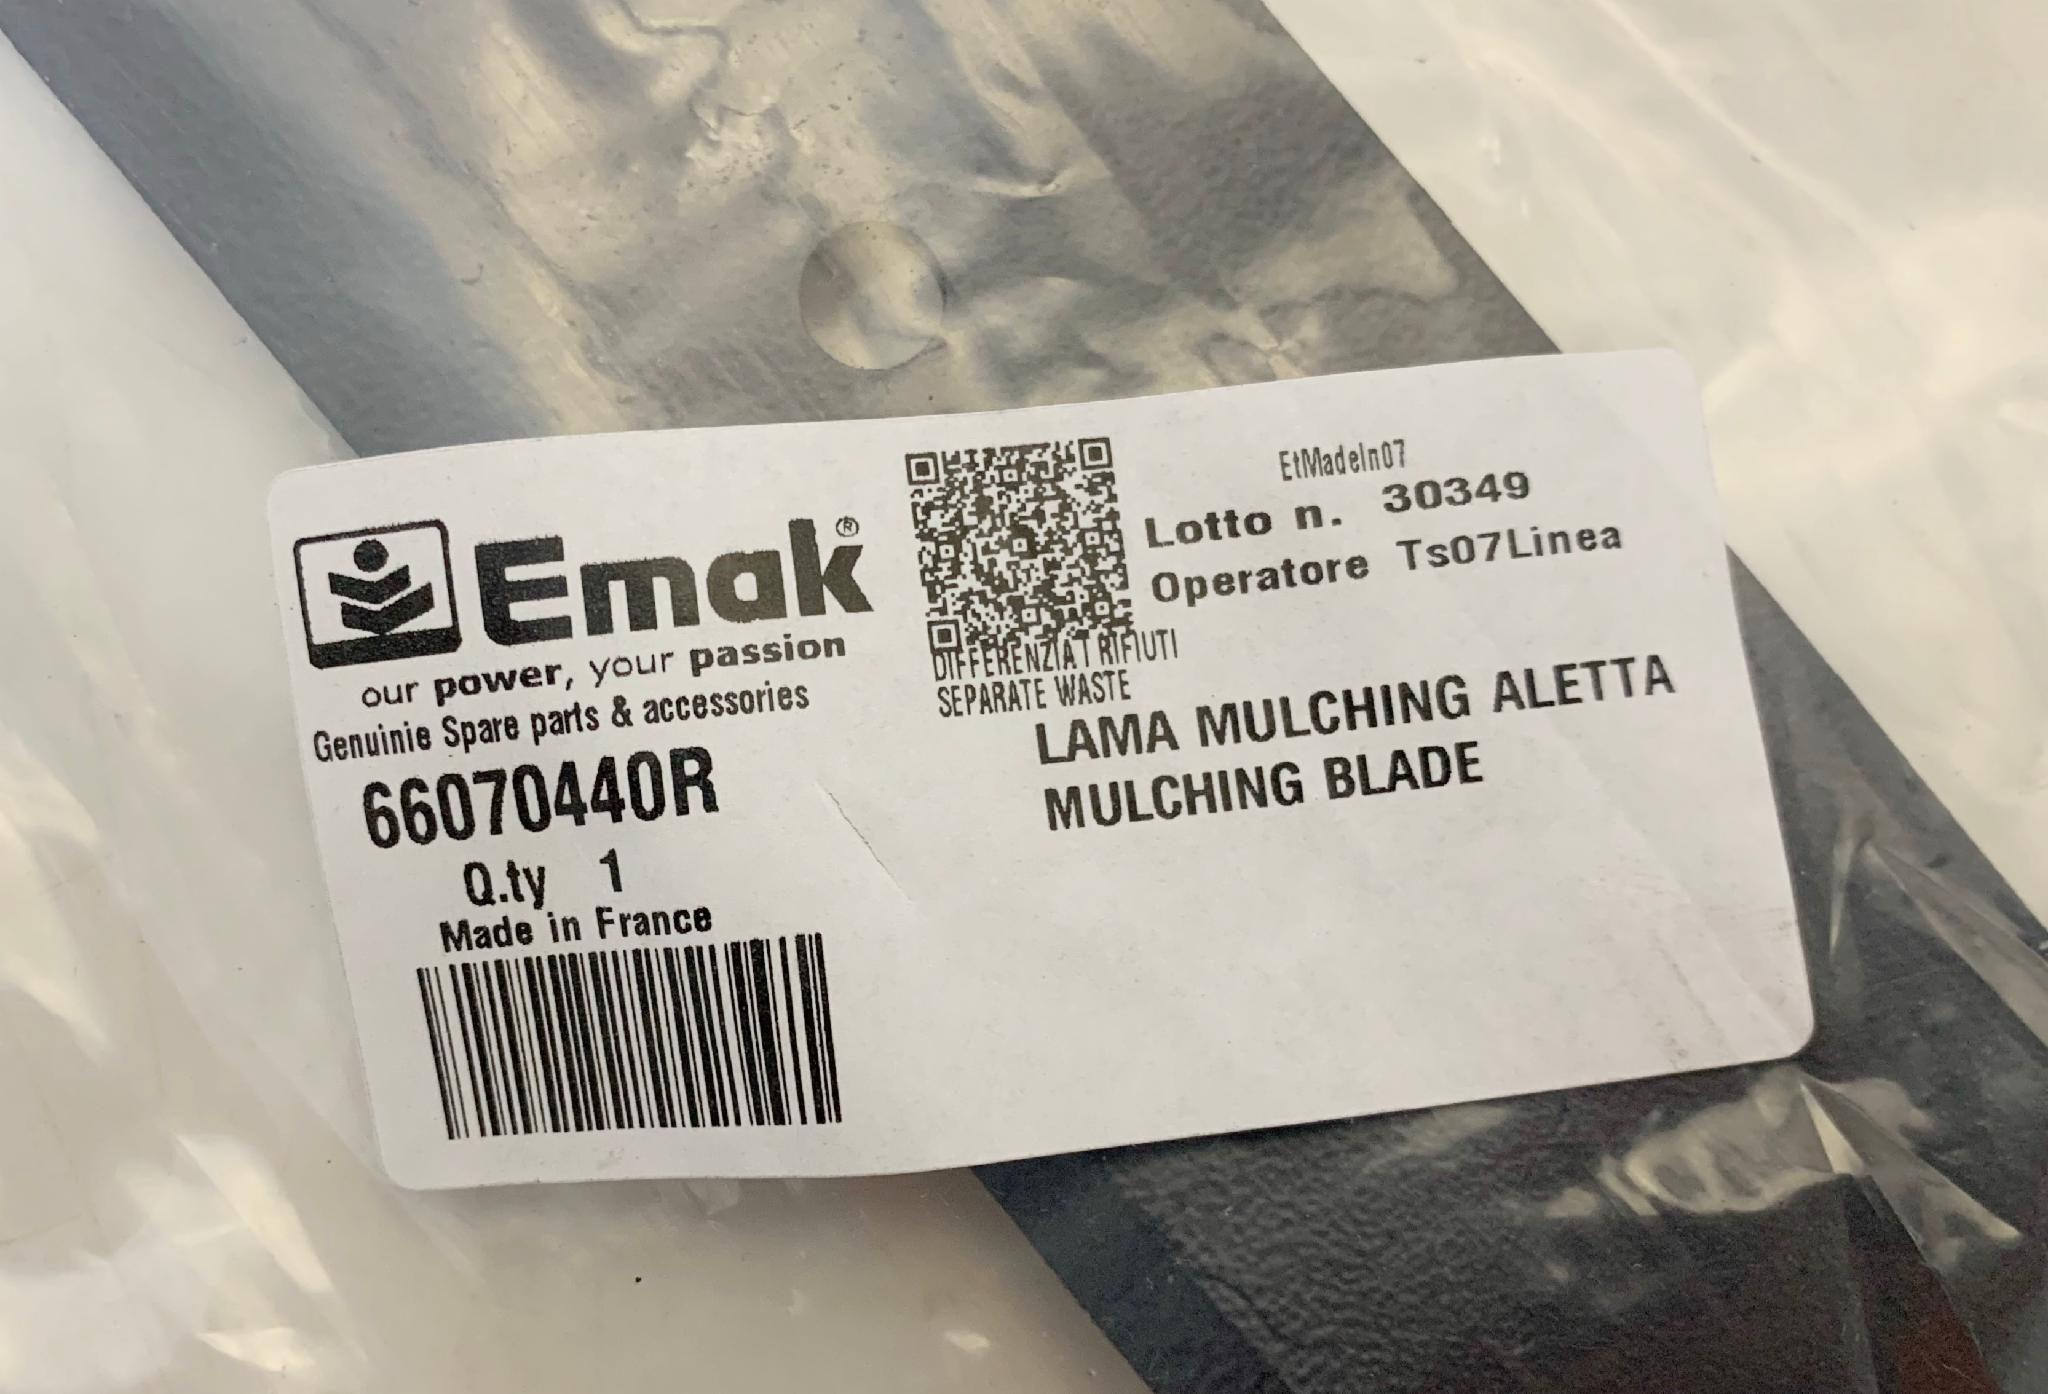 Emak®
our power, your passion
Genuinie Spare parts & accessories
66070440R
Q.ty 1
Made in France
EtMadeIn07
Lotto n. 30349
Operatore Ts07Linea
DIFFERENZIA I RIFIUTI
SEPARATE WASTE
LAMA MULCHING ALETTA
MULCHING BLADE